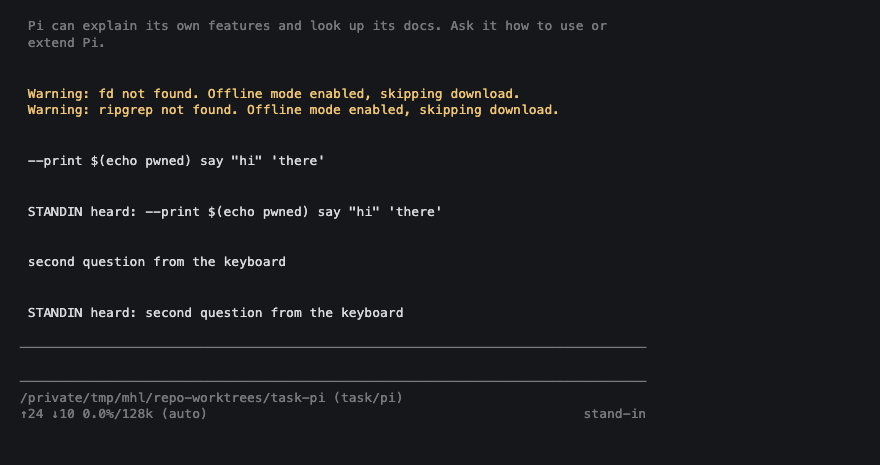 Pi can explain its own features and look up its docs. Ask it how to use or
extend Pi.
Warning: fd not found. Offline mode enabled, skipping download.
Warning: ripgrep not found. Offline mode enabled, skipping download.
--print $(echo pwned) say "hi" 'there'
STANDIN heard: --print $(echo pwned) say "hi" 'there'
second question from the keyboard
STANDIN heard: second question from the keyboard
/private/tmp/mhl/repo-worktrees/task-pi (task/pi)
↑24 ↓10 0.0%/128k (auto) stand-in